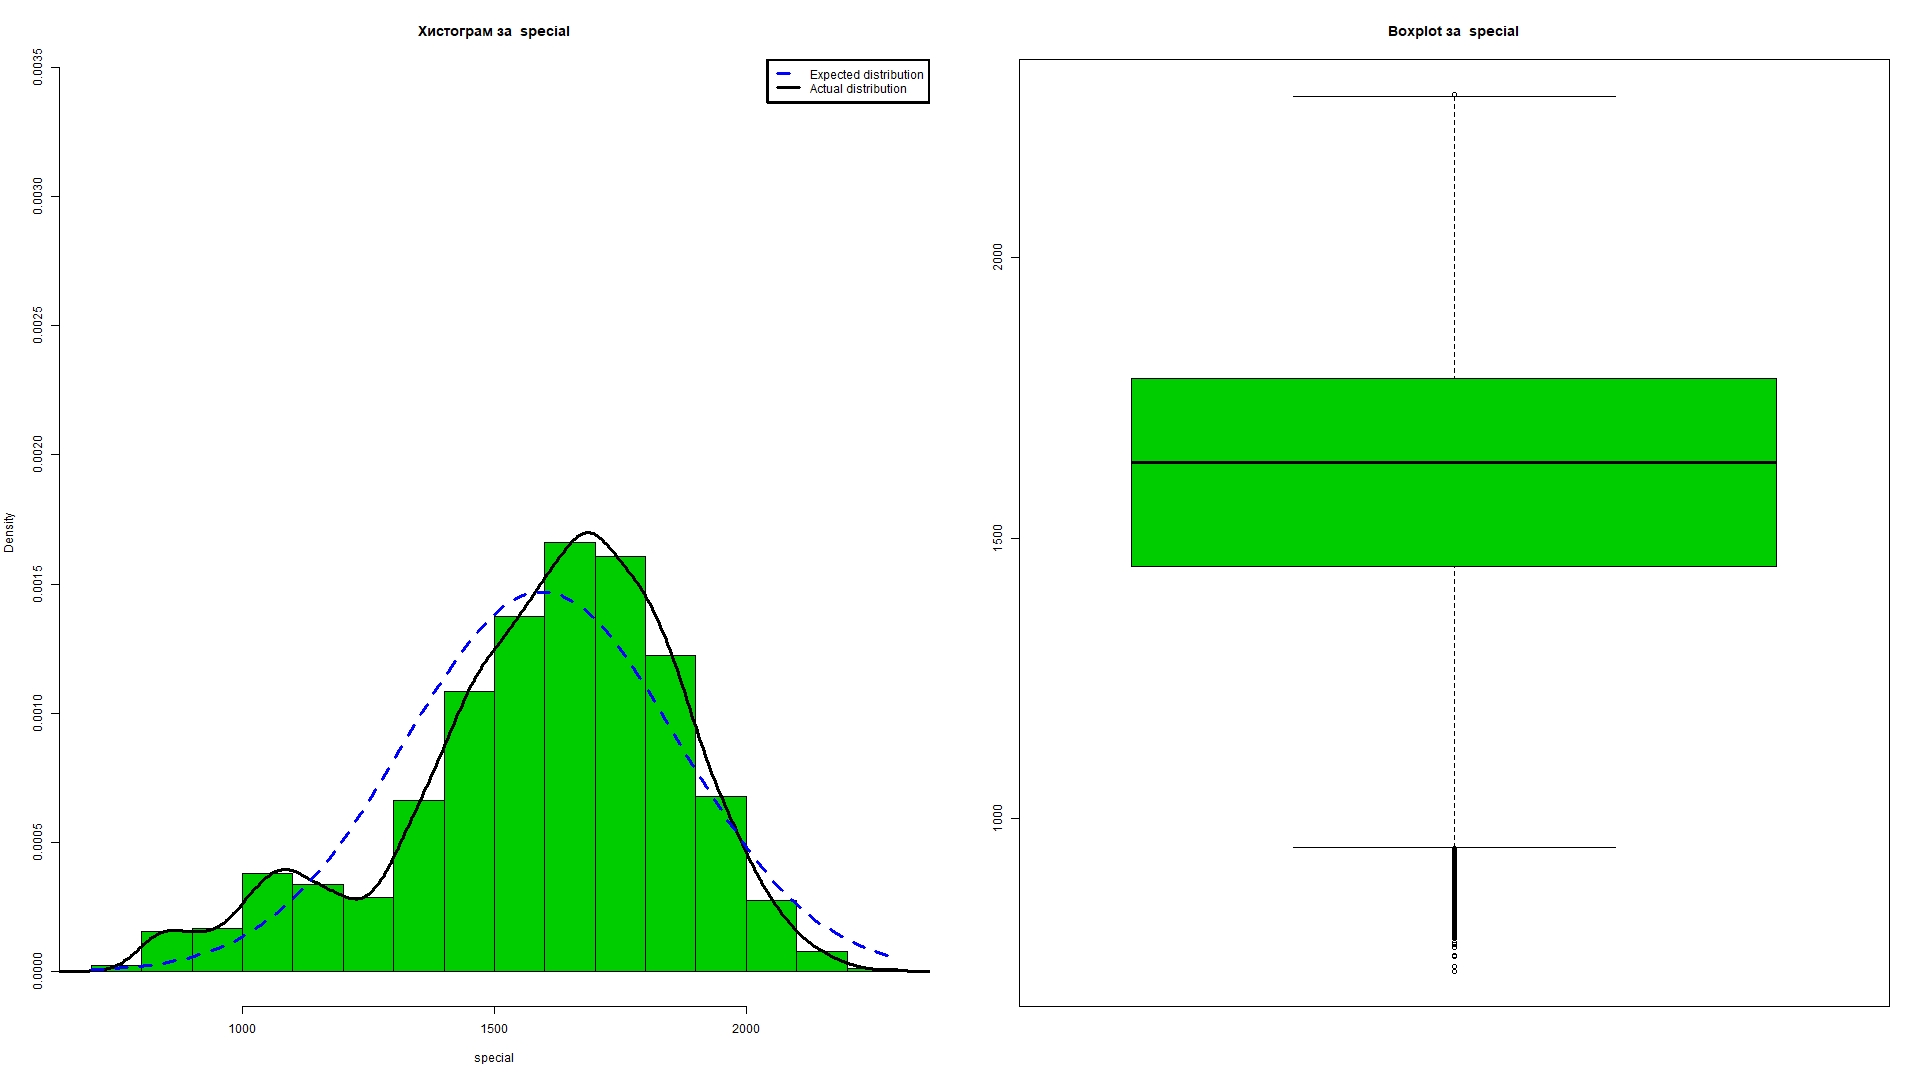 Хистограм за special
Expected distribution
Actual distribution
0.0035
0.0030
0.0025
0.0020
0.0015
0.0010
0.0005
0.0000
Density
1000 1500 2000
special
Boxplot за special
2000
1500
1000